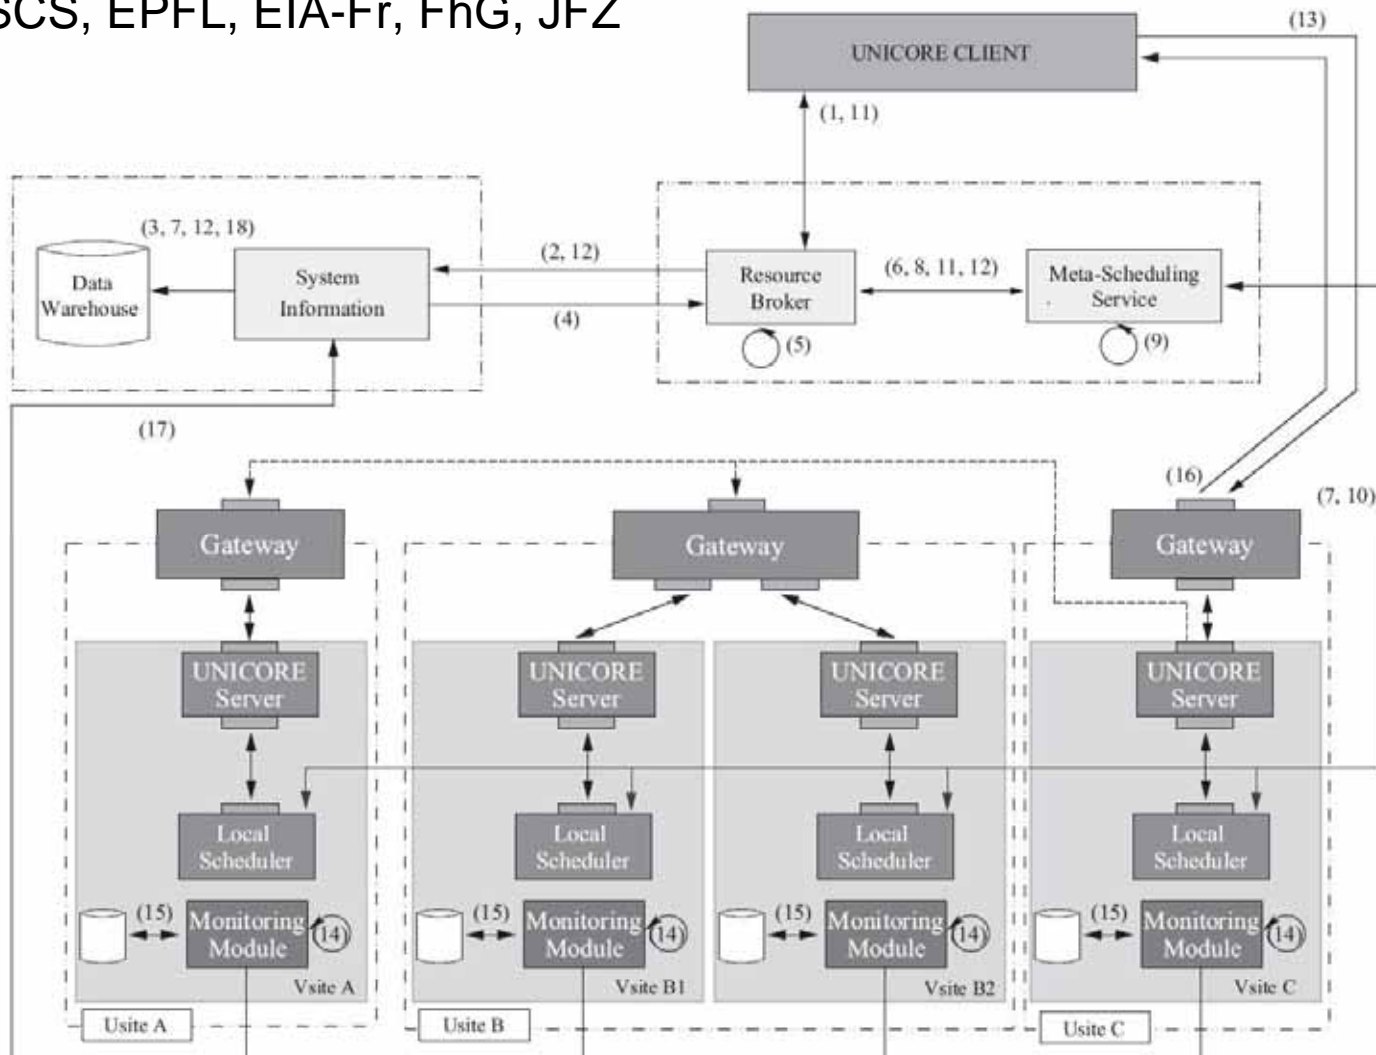 SCS, EPFL, EIA-Fr, FhG, JFZ
(13)
UNICORE CLIENT
(1, 11)
(3, 7, 12, 18)
(2, 12)
(6, 8, 11, 12)
Data
Warehouse
System
Information
Resource
Broker
Meta-Scheduling
Service
(4)
(5)
(9)
(17)
(16)
(7, 10)
Gateway
Gateway
Gateway
UNICORE
Server
UNICORE
Server
UNICORE
Server
UNICORE
Server
Local
Scheduler
Local
Scheduler
Local
Scheduler
Local
Scheduler
(15)
Monitoring
Module
14
(15)
Monitoring
Module
14
(15)
Monitoring
Module
14
(15)
Monitoring
Module
14
Vsite A
Vsite B1
Vsite B2
Vsite C
Usite A
Usite B
Usite C